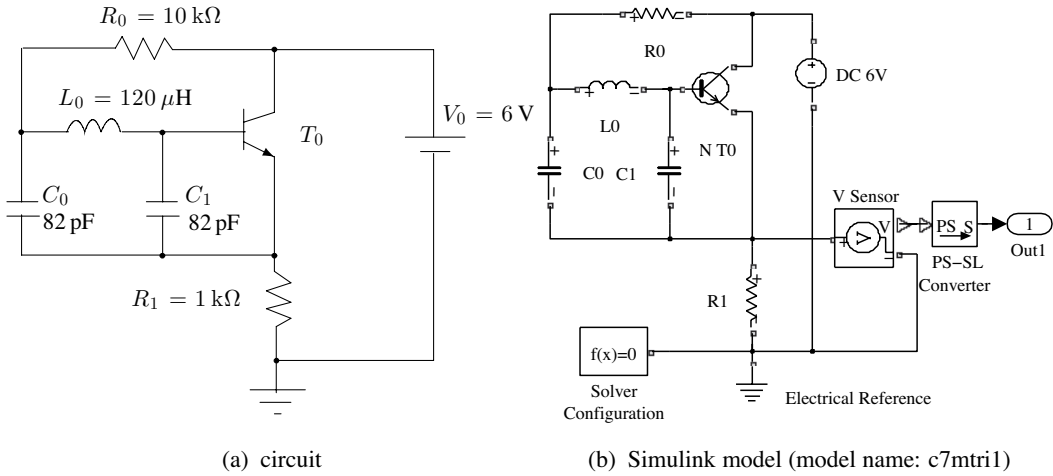 R₀ = 10 kΩ
L₀ = 120 μH
T₀
V₀ = 6 V
C₀
82 pF
C₁
82 pF
R₁ = 1 kΩ
(a) circuit
+
−
R0
+
−
DC 6V
+
−
L0
N T0
+
−
C0
C1
+
−
V Sensor
V
V
+
−
PS S
PS−SL
Converter
1
Out1
R1
+
−
f(x)=0
Solver
Configuration
Electrical Reference
(b) Simulink model (model name: c7mtri1)